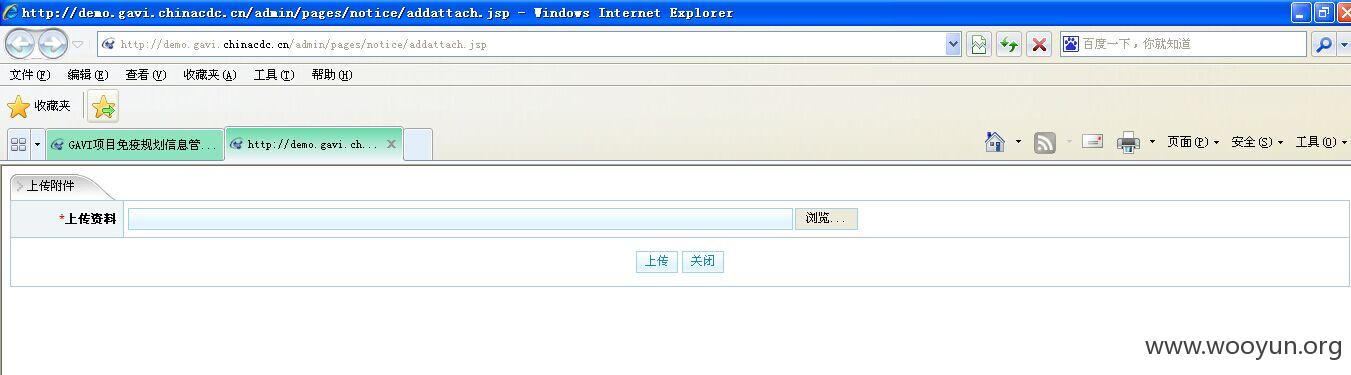 http://demo.gavi.chinacdc.cn/admin/pages/notice/addattach.jsp - Windows Internet Explorer
http://demo.gavi.chinacdc.cn/admin/pages/notice/addattach.jsp 百度一下，你就知道
文件(F) 编辑(E) 查看(V) 收藏夹(A) 工具(T) 帮助(H)
收藏夹
GAVI项目免疫规划信息管... http://demo.gavi.ch... 页面(P) 安全(S) 工具(O)
上传附件
*上传资料 浏览...
上传 关闭
www.wooyun.org